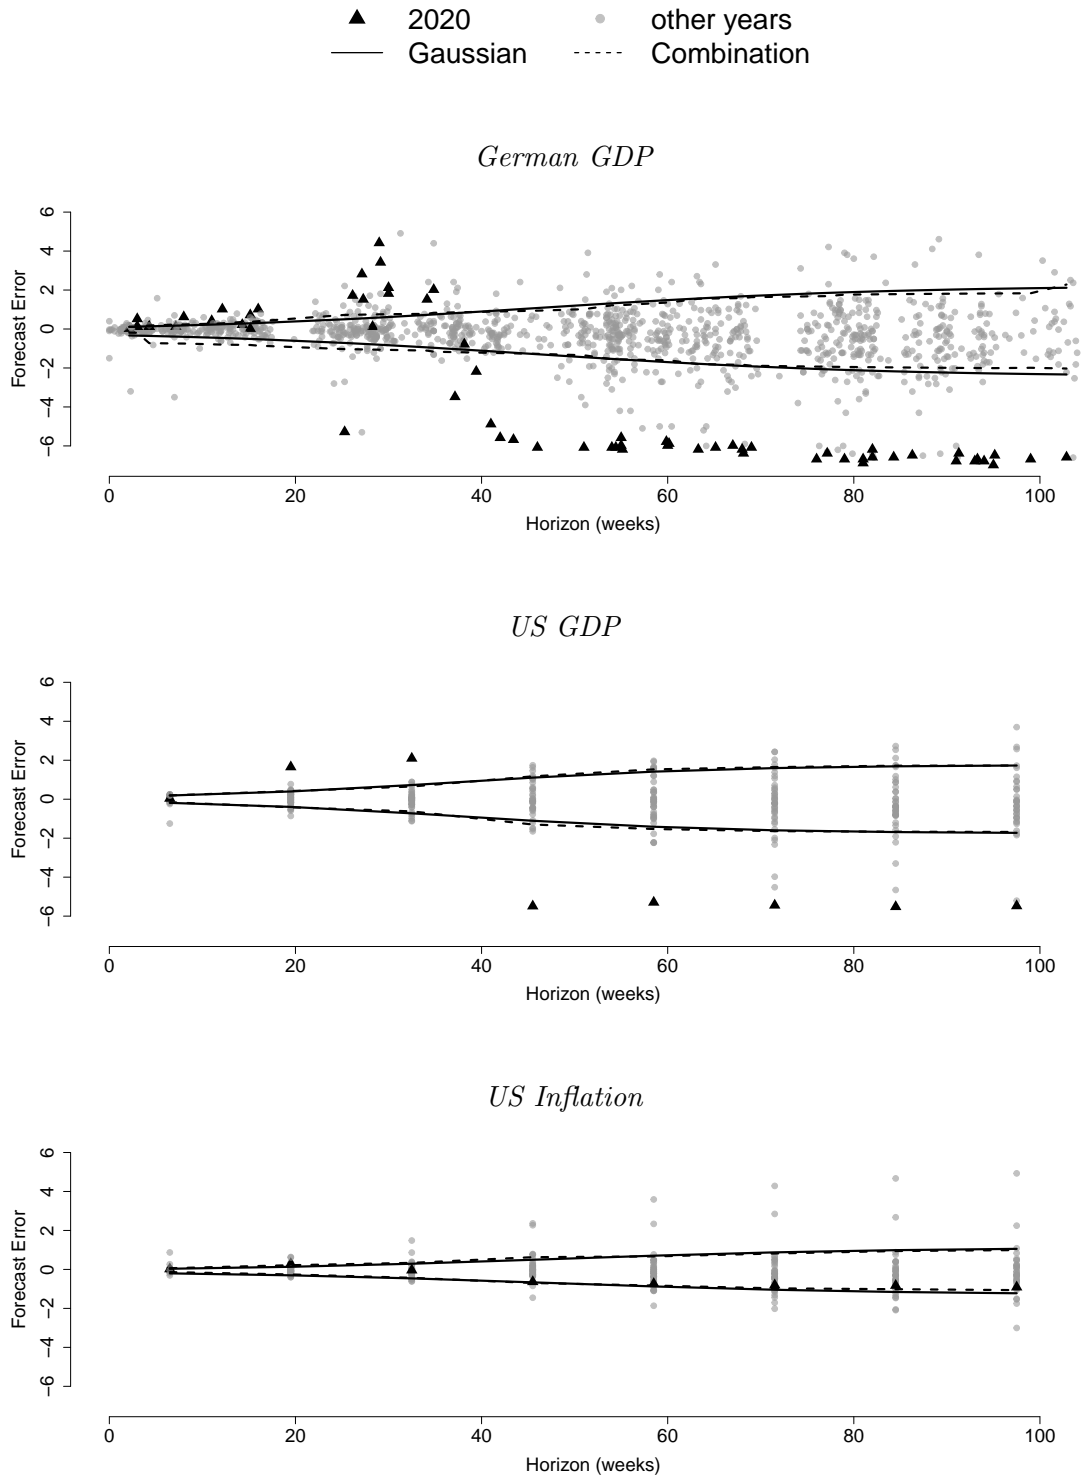 2020 other years
Gaussian Combination
German GDP
Forecast Error
6
4
2
0
−2
−4
−6
0 20 40 60 80 100
Horizon (weeks)
US GDP
Forecast Error
6
4
2
0
−2
−4
−6
0 20 40 60 80 100
Horizon (weeks)
US Inflation
Forecast Error
6
4
2
0
−2
−4
−6
0 20 40 60 80 100
Horizon (weeks)